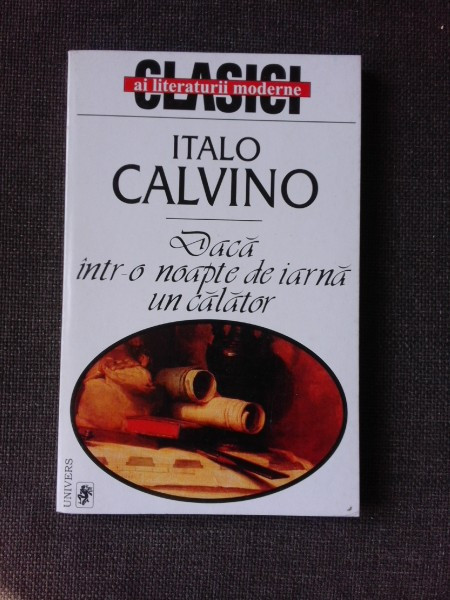 CLASICI
ai literaturii moderne
ITALO
CALVINO
Dacă
într-o noapte de iarnă
un călător
UNIVERS